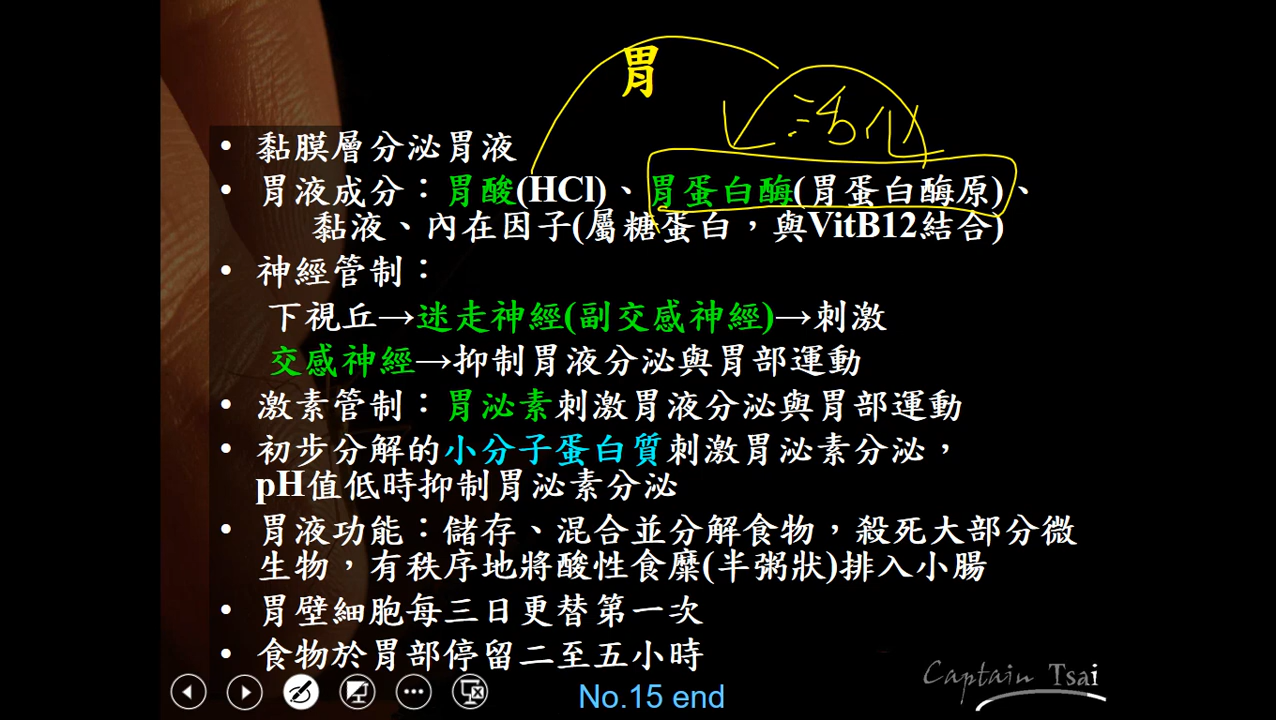 胃
活化
• 黏膜層分泌胃液
• 胃液成分：胃酸(HCl)、胃蛋白酶(胃蛋白酶原)、
黏液、內在因子(屬糖蛋白，與VitB12結合)
• 神經管制：
下視丘→迷走神經(副交感神經)→刺激
交感神經→抑制胃液分泌與胃部運動
• 激素管制：胃泌素刺激胃液分泌與胃部運動
• 初步分解的小分子蛋白質刺激胃泌素分泌，
pH值低時抑制胃泌素分泌
• 胃液功能：儲存、混合並分解食物，殺死大部分微
生物，有秩序地將酸性食糜(半粥狀)排入小腸
• 胃壁細胞每三日更替第一次
• 食物於胃部停留二至五小時
Captain Tsai
No.15 end